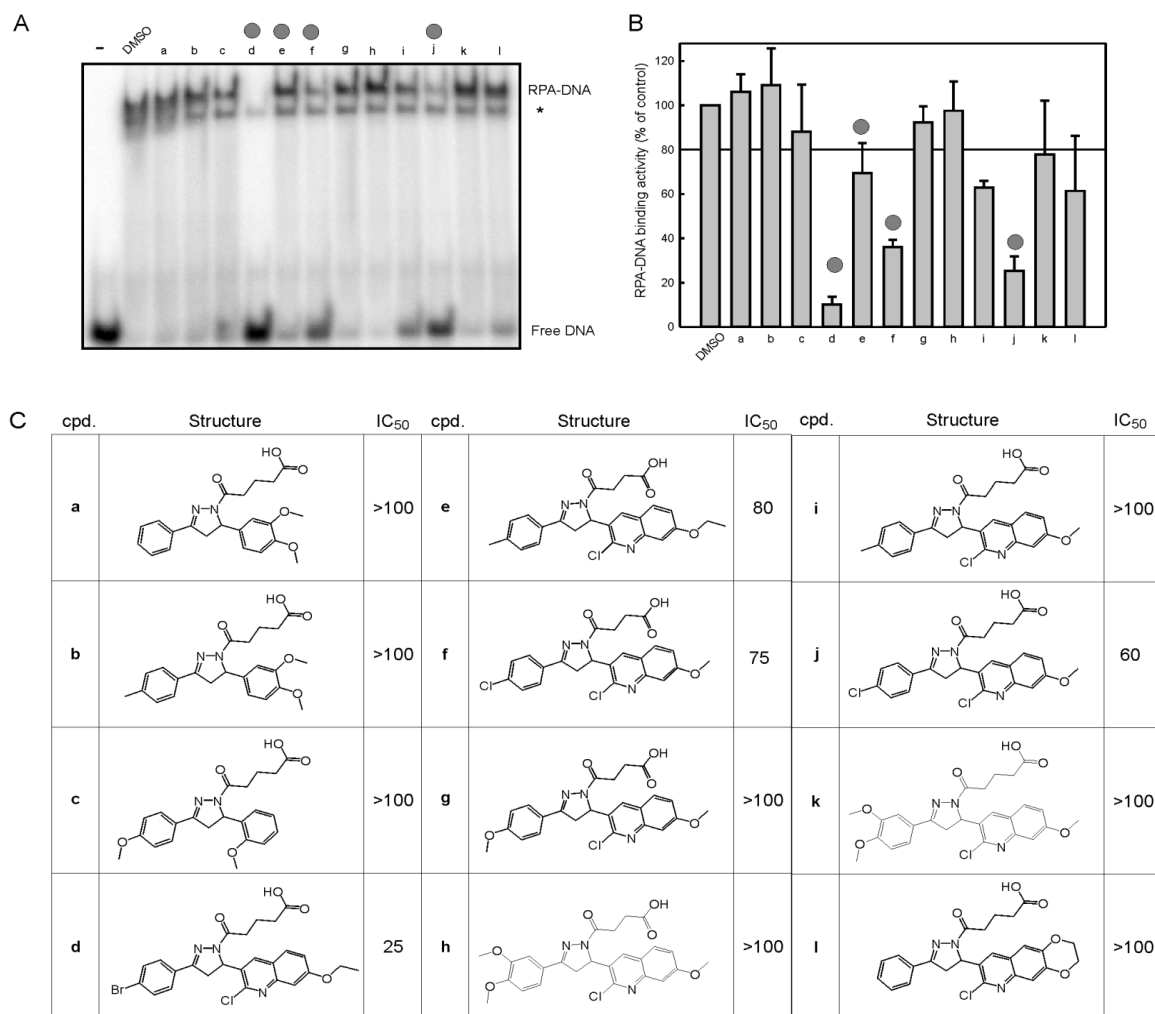 A
– DMSO a b c d e f g h i j k l
RPA-DNA
*
Free DNA
B
RPA-DNA binding activity (% of control)
120
100
80
60
40
20
0
DMSO a b c d e f g h i j k l
C
cpd. Structure IC50 cpd. Structure IC50 cpd. Structure IC50
HO
O
O
N N
O
O
a >100
O
OH
O
N N
O
Cl N
e 80
HO
O
O
N N
O
Cl N
i >100
HO
O
O
N N
O
O
b >100
O
OH
O
N N
O
Cl
Cl N
f 75
HO
O
O
N N
O
Cl
Cl N
j 60
HO
O
O
N N
O
O
c >100
O
OH
O
N N
O
O
Cl N
g >100
HO
O
O
N N
O
O
O
Cl N
k >100
HO
O
O
N N
O
Br
Cl N
d 25
O
OH
O
N N
O
O
O
Cl N
h >100
HO
O
O
N N
O
O
Cl N
l >100